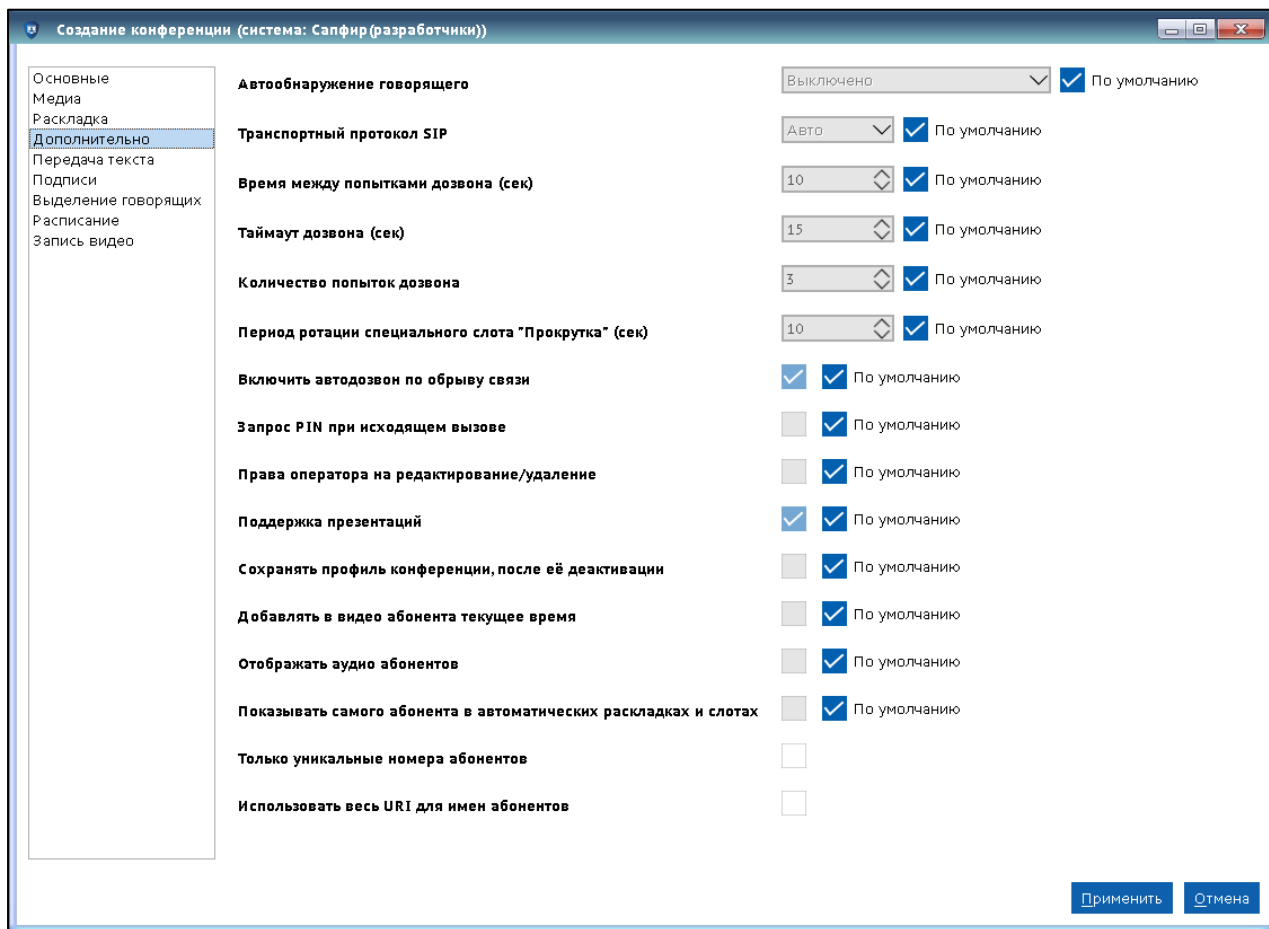 Создание конференции (система: Сапфир(разработчики))
Основные
Медиа
Раскладка
Дополнительно
Передача текста
Подписи
Выделение говорящих
Расписание
Запись видео
Автообнаружение говорящего Выключено По умолчанию
Транспортный протокол SIP Авто По умолчанию
Время между попытками дозвона (сек) 10 По умолчанию
Таймаут дозвона (сек) 15 По умолчанию
Количество попыток дозвона 3 По умолчанию
Период ротации специального слота "Прокрутка" (сек) 10 По умолчанию
Включить автодозвон по обрыву связи По умолчанию
Запрос PIN при исходящем вызове По умолчанию
Права оператора на редактирование/удаление По умолчанию
Поддержка презентаций По умолчанию
Сохранять профиль конференции, после её деактивации По умолчанию
Добавлять в видео абонента текущее время По умолчанию
Отображать аудио абонентов По умолчанию
Показывать самого абонента в автоматических раскладках и слотах По умолчанию
Только уникальные номера абонентов
Использовать весь URI для имен абонентов
Применить Отмена